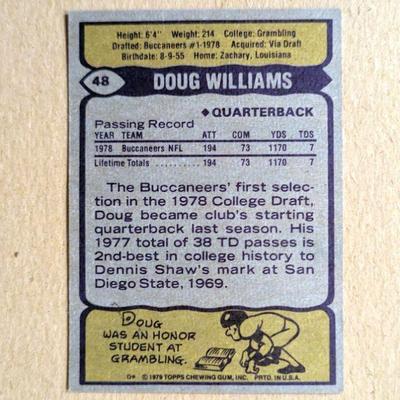 Height: 6'4" Weight: 214 College: Grambling
Drafted: Buccaneers #1-1978 Acquired: Via Draft
Birthdate: 8-9-55 Home: Zachary, Louisiana
48 DOUG WILLIAMS
◆ QUARTERBACK
Passing Record
YEAR TEAM ATT COM YDS TDS
1978 Buccaneers NFL 194 73 1170 7
Lifetime Totals .......... 194 73 1170 7
The Buccaneers' first selec-
tion in the 1978 College Draft,
Doug became club's starting
quarterback last season. His
1977 total of 38 TD passes is
2nd-best in college history to
Dennis Shaw's mark at San
Diego State, 1969.
DOUG
WAS AN HONOR
STUDENT AT
GRAMBLING.
D* © 1979 TOPPS CHEWING GUM, INC. PRTD. IN U.S.A.